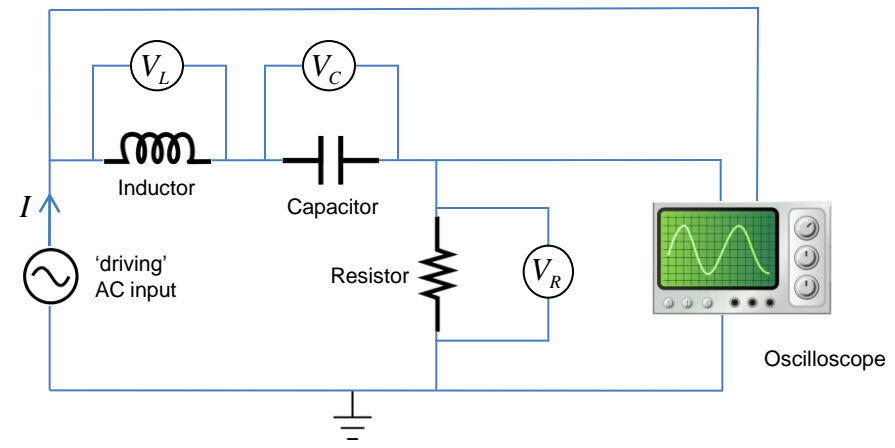 V_L
V_C
Inductor
Capacitor
I
‘driving’
AC input
Resistor
V_R
Oscilloscope